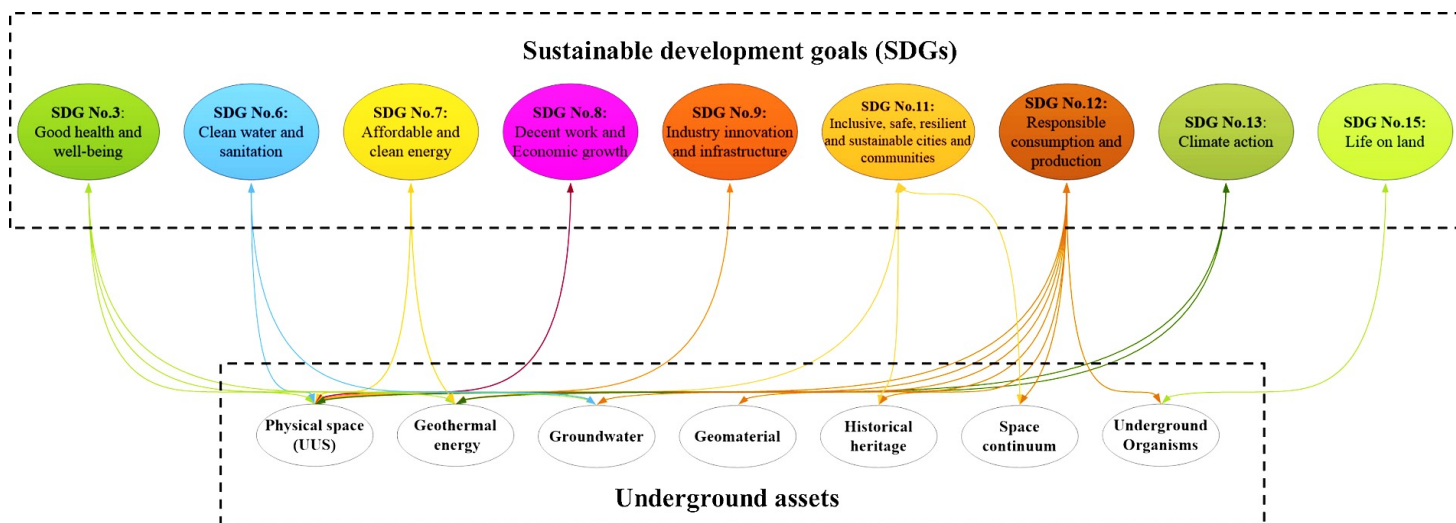 Sustainable development goals (SDGs)
SDG No.3:
Good health and
well-being
SDG No.6:
Clean water and
sanitation
SDG No.7:
Affordable and
clean energy
SDG No.8:
Decent work and
Economic growth
SDG No.9:
Industry innovation
and infrastructure
SDG No.11:
Inclusive, safe, resilient
and sustainable cities and
communities
SDG No.12:
Responsible
consumption and
production
SDG No.13:
Climate action
SDG No.15:
Life on land
Physical space
(UUS)
Geothermal
energy
Groundwater
Geomaterial
Historical
heritage
Space
continuum
Underground
Organisms
Underground assets